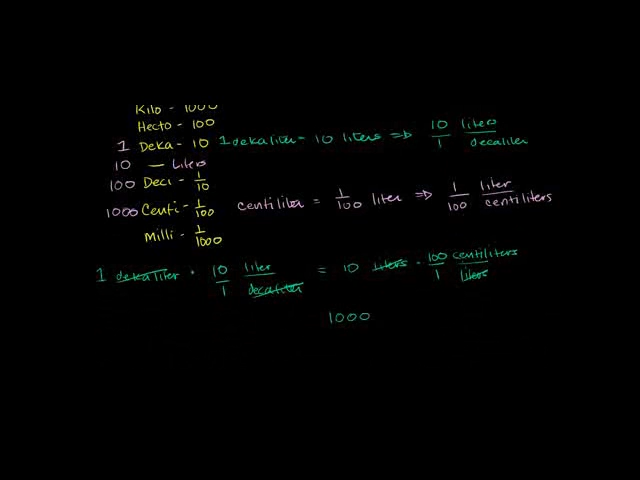 Kilo - 1000
Hecto - 100
1 Deka - 10 1 dekaliter = 10 liters ⇒ 10/1 liters/decaliter
10 — Liters
100 Deci - 1/10
1000 Centi - 1/100 centiliter = 1/100 liter ⇒ 1/100 liter/centiliters
Milli - 1/1000
1 dekaliter · 10/1 liter/decaliter = 10 liters · 100/1 centiliters/liters
1000